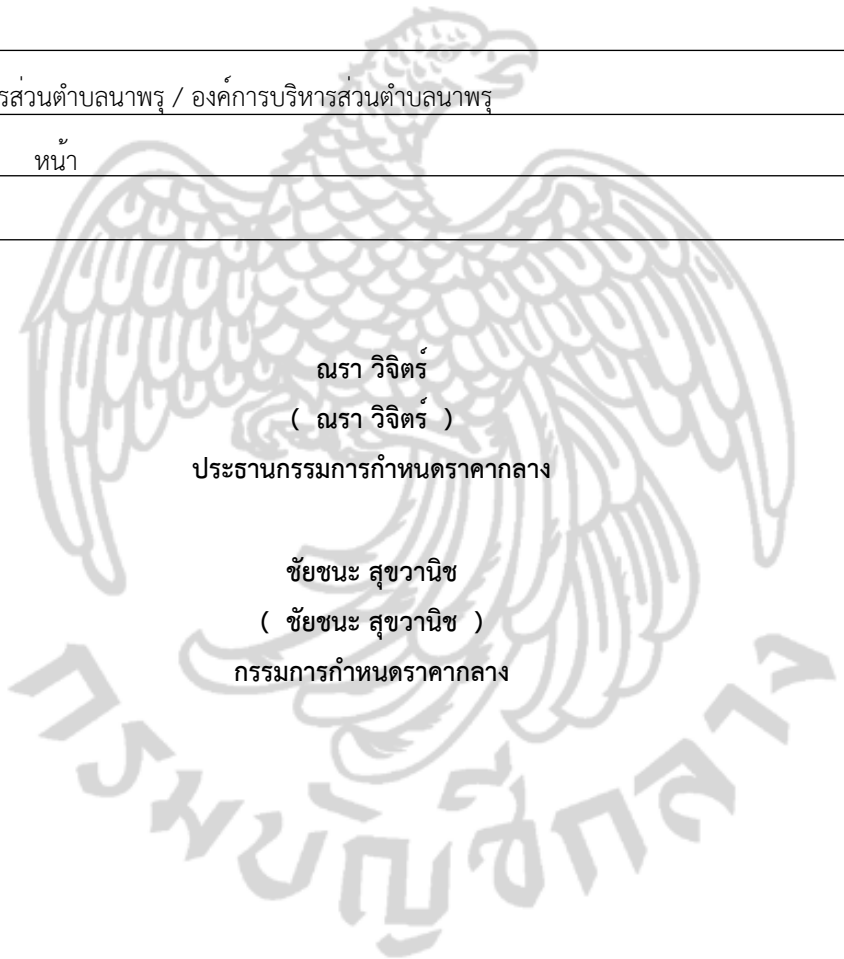 รส่วนตำบลนาพรุ / องค์การบริหารส่วนตำบลนาพรุ
หน้า
ณรา วิจิตร์
( ณรา วิจิตร์ )
ประธานกรรมการกำหนดราคากลาง
ชัยชนะ สุขวานิช
( ชัยชนะ สุขวานิช )
กรรมการกำหนดราคากลาง
กรมบัญชีกลาง